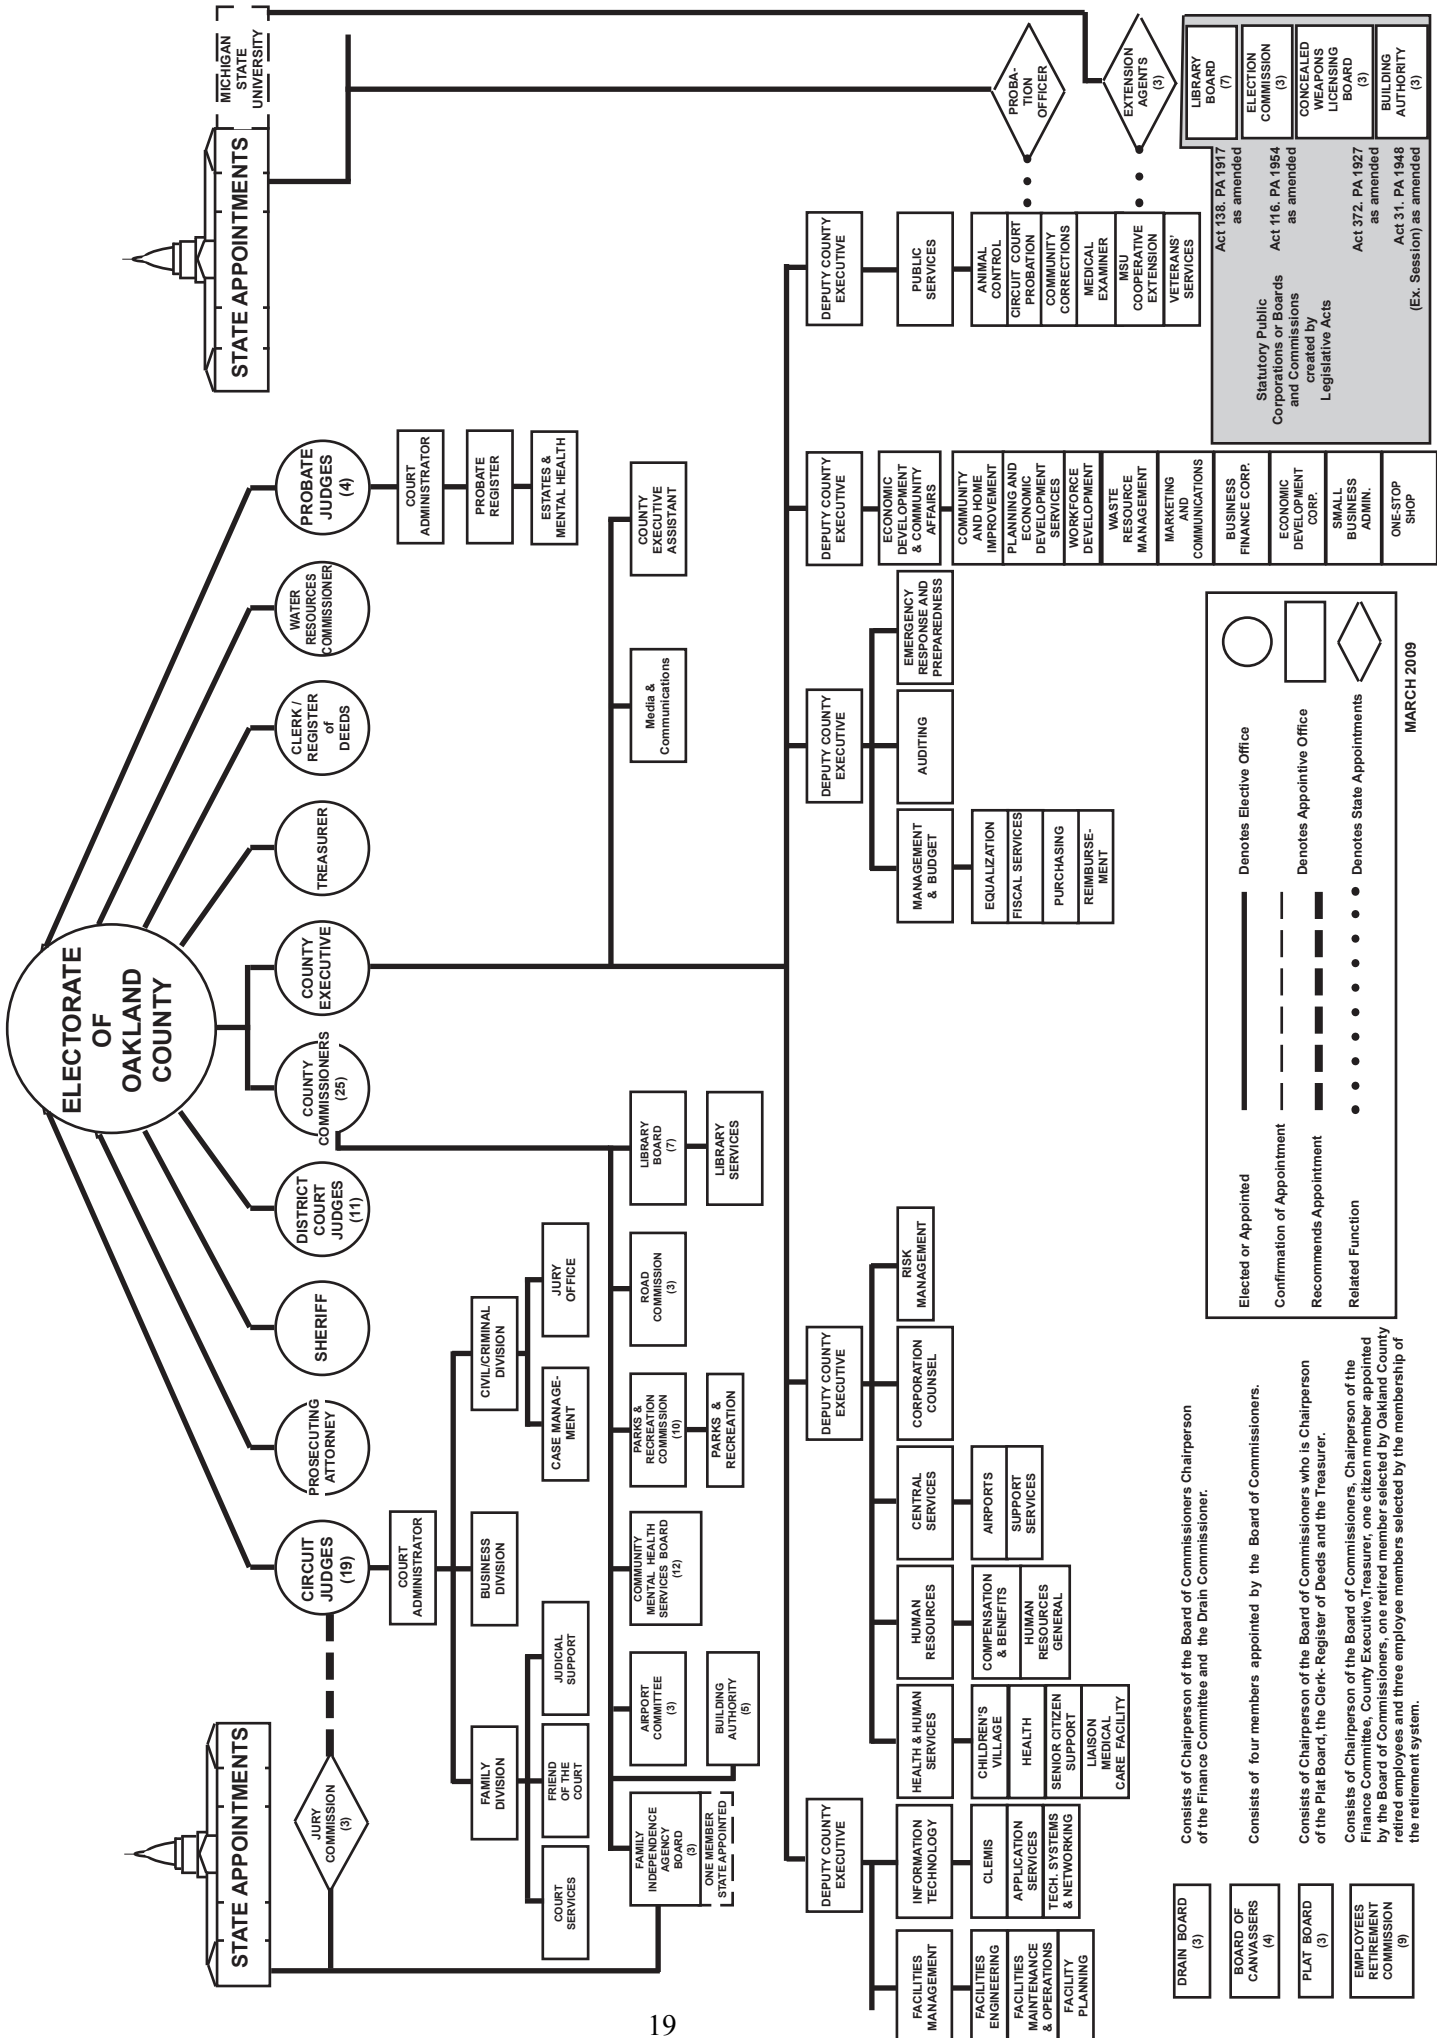 ELECTORATE
OF
OAKLAND
COUNTY
STATE APPOINTMENTS
STATE APPOINTMENTS
MICHIGAN
STATE
UNIVERSITY
JURY
COMMISSION
(3)
CIRCUIT
JUDGES
(19)
PROSECUTING
ATTORNEY
SHERIFF
DISTRICT
COURT
JUDGES
(11)
COUNTY
COMMISSIONERS
(25)
COUNTY
EXECUTIVE
TREASURER
CLERK /
REGISTER
of
DEEDS
WATER
RESOURCES
COMMISSIONER
PROBATE
JUDGES
(4)
COURT
ADMINISTRATOR
PROBATE
REGISTER
ESTATES &
MENTAL HEALTH
COURT
ADMINISTRATOR
FAMILY
DIVISION
BUSINESS
DIVISION
CIVIL/CRIMINAL
DIVISION
COURT
SERVICES
FRIEND
OF THE
COURT
JUDICIAL
SUPPORT
CASE MANAGE-
MENT
JURY
OFFICE
FAMILY
INDEPENDENCE
AGENCY
BOARD
(3)
ONE MEMBER
STATE APPOINTED
AIRPORT
COMMITTEE
(3)
BUILDING
AUTHORITY
(5)
COMMUNITY
MENTAL HEALTH
SERVICES BOARD
(12)
PARKS &
RECREATION
COMMISSION
(10)
PARKS &
RECREATION
ROAD
COMMISSION
(3)
LIBRARY
BOARD
(7)
LIBRARY
SERVICES
Media &
Communications
COUNTY
EXECUTIVE
ASSISTANT
DEPUTY COUNTY
EXECUTIVE
FACILITIES
MANAGEMENT
FACILITIES
ENGINEERING
FACILITIES
MAINTENANCE
& OPERATIONS
FACILITY
PLANNING
INFORMATION
TECHNOLOGY
CLEMIS
APPLICATION
SERVICES
TECH. SYSTEMS
& NETWORKING
DEPUTY COUNTY
EXECUTIVE
HEALTH & HUMAN
SERVICES
CHILDREN'S
VILLAGE
HEALTH
SENIOR CITIZEN
SUPPORT
LIAISON
MEDICAL
CARE FACILITY
HUMAN
RESOURCES
COMPENSATION
& BENEFITS
HUMAN
RESOURCES
GENERAL
CENTRAL
SERVICES
AIRPORTS
SUPPORT
SERVICES
CORPORATION
COUNSEL
RISK
MANAGEMENT
DEPUTY COUNTY
EXECUTIVE
MANAGEMENT
& BUDGET
EQUALIZATION
FISCAL SERVICES
PURCHASING
REIMBURSE-
MENT
AUDITING
EMERGENCY
RESPONSE AND
PREPAREDNESS
DEPUTY COUNTY
EXECUTIVE
ECONOMIC
DEVELOPMENT
& COMMUNITY
AFFAIRS
COMMUNITY
AND HOME
IMPROVEMENT
PLANNING AND
ECONOMIC
DEVELOPMENT
SERVICES
WORKFORCE
DEVELOPMENT
WASTE
RESOURCE
MANAGEMENT
MARKETING
AND
COMMUNICATIONS
BUSINESS
FINANCE CORP.
ECONOMIC
DEVELOPMENT
CORP.
SMALL
BUSINESS
ADMIN.
ONE-STOP
SHOP
DEPUTY COUNTY
EXECUTIVE
PUBLIC
SERVICES
ANIMAL
CONTROL
CIRCUIT COURT
PROBATION
COMMUNITY
CORRECTIONS
MEDICAL
EXAMINER
MSU
COOPERATIVE
EXTENSION
VETERANS'
SERVICES
PROBA-
TION
OFFICER
EXTENSION
AGENTS
(3)
DRAIN BOARD
(3)
Consists of Chairperson of the Board of Commissioners Chairperson
of the Finance Committee and the Drain Commissioner.
BOARD OF
CANVASSERS
(4)
Consists of four members appointed by the Board of Commissioners.
PLAT BOARD
(3)
Consists of Chairperson of the Board of Commissioners who is Chairperson
of the Plat Board, the Clerk- Register of Deeds and the Treasurer.
EMPLOYEES
RETIREMENT
COMMISSION
(9)
Consists of Chairperson of the Board of Commissioners, Chairperson of the
Finance Committee, County Executive,Treasurer, one citizen member appointed
by the Board of Commissioners, one retired member selected by Oakland County
retired employees and three employee members selected by the membership of
the retirement system.
Elected or Appointed
Denotes Elective Office
Confirmation of Appointment
Recommends Appointment
Denotes Appointive Office
Related Function
Denotes State Appointments
MARCH 2009
Statutory Public
Corporations or Boards
and Commissions
created by
Legislative Acts
Act 138. PA 1917
as amended
LIBRARY
BOARD
(7)
Act 116. PA 1954
as amended
ELECTION
COMMISSION
(3)
Act 372. PA 1927
as amended
CONCEALED
WEAPONS
LICENSING
BOARD
(3)
Act 31. PA 1948
(Ex. Session) as amended
BUILDING
AUTHORITY
(3)
19